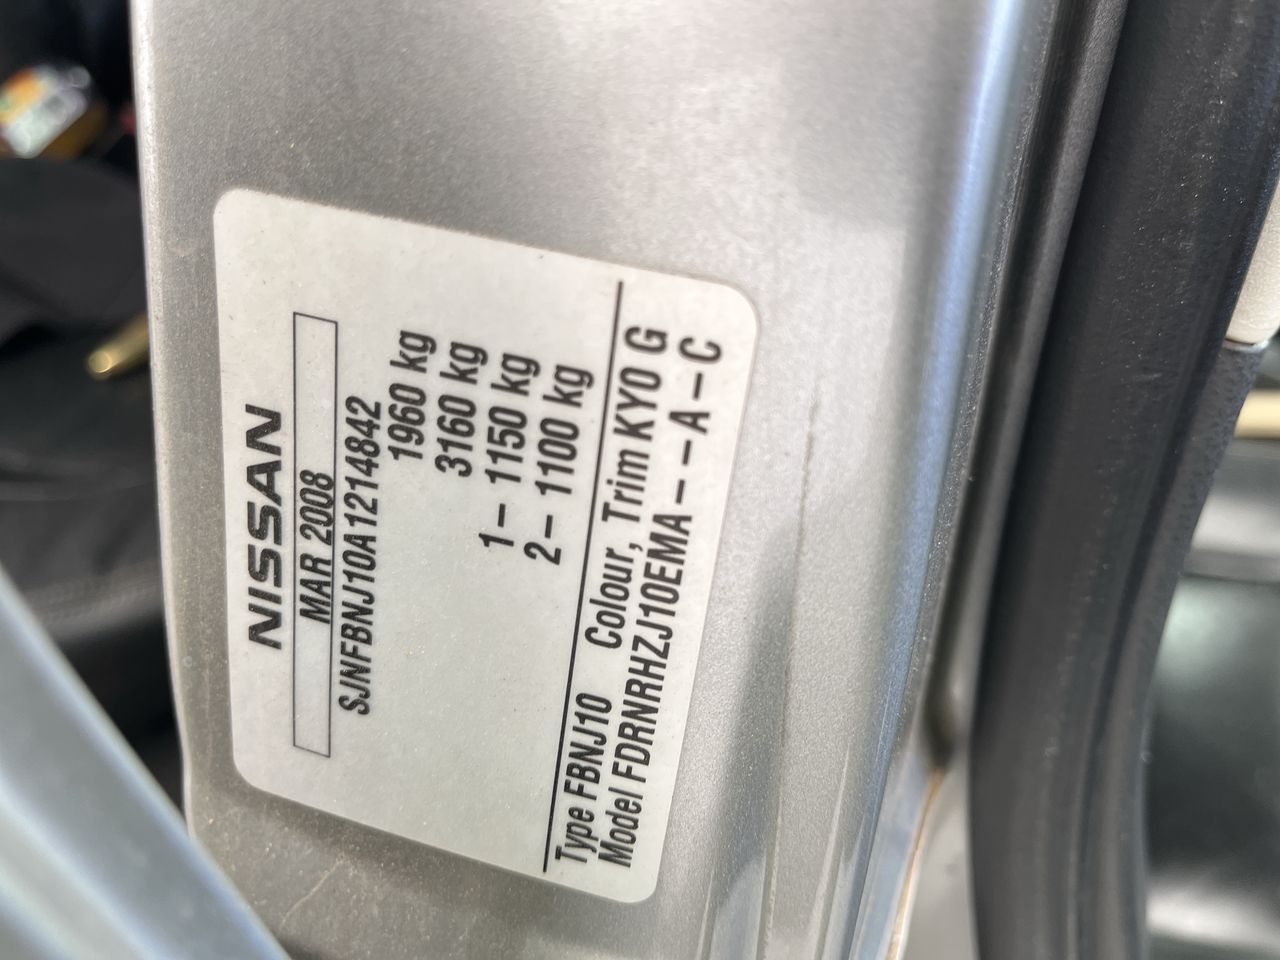 NISSAN
MAR 2008
SJNFBNJ10A1214842
1960 kg
3160 kg
1– 1150 kg
2– 1100 kg
Type FBNJ10 Colour, Trim KY0 G
Model FDRNRHZJ10EMA – – A – C